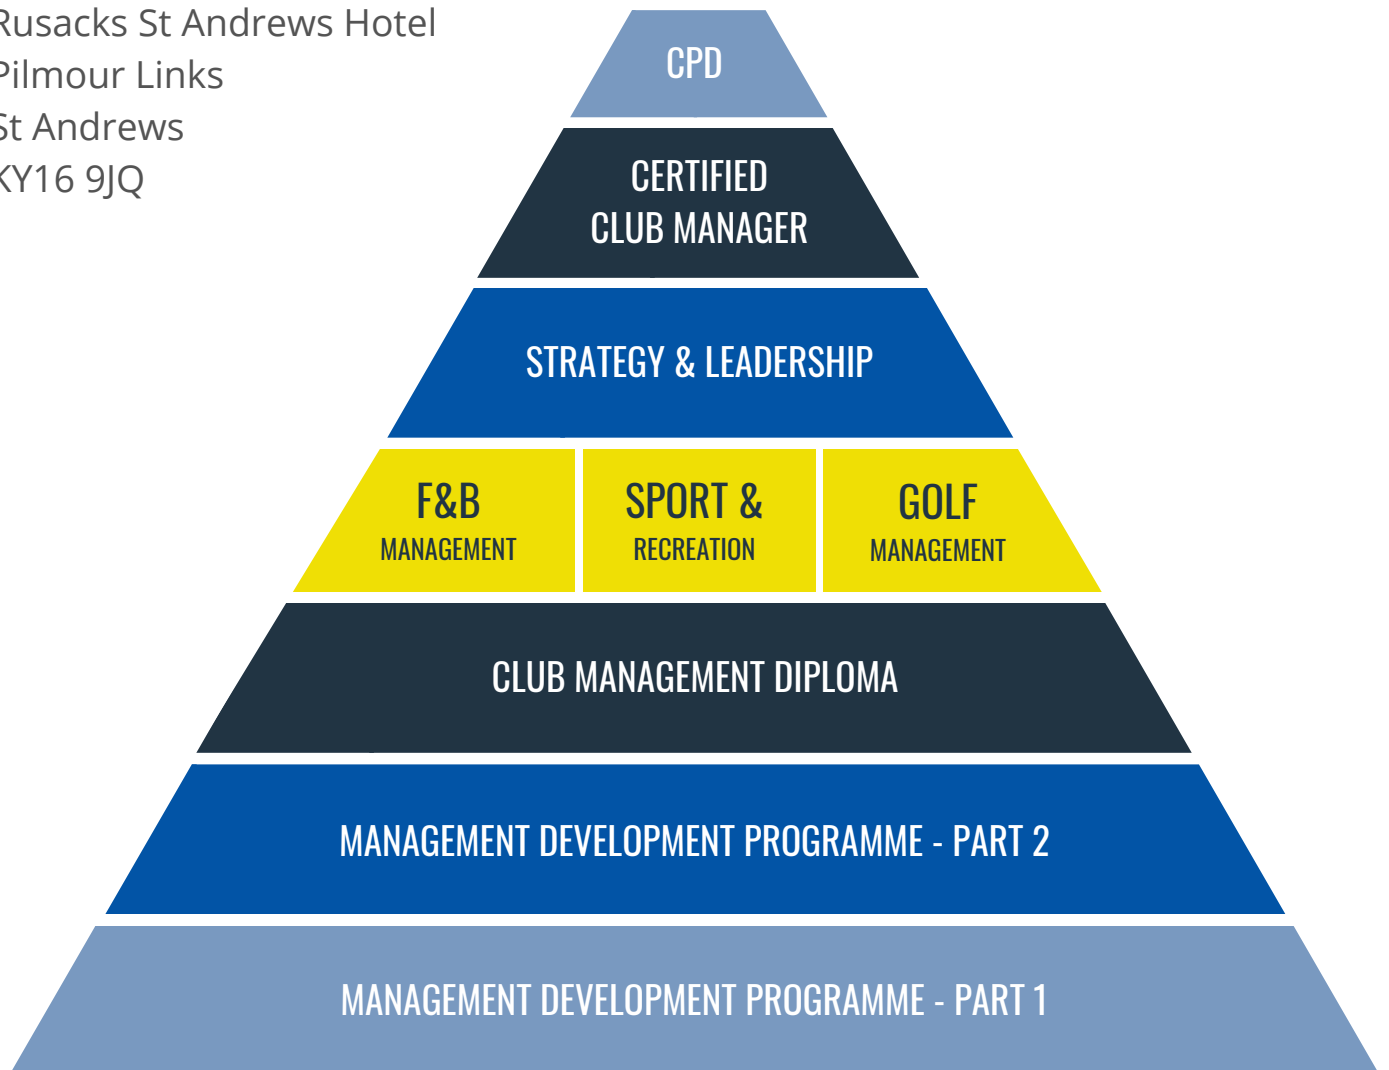 Rusacks St Andrews Hotel
Pilmour Links
St Andrews
KY16 9JQ
CPD
CERTIFIED
CLUB MANAGER
STRATEGY & LEADERSHIP
F&B
MANAGEMENT
SPORT &
RECREATION
GOLF
MANAGEMENT
CLUB MANAGEMENT DIPLOMA
MANAGEMENT DEVELOPMENT PROGRAMME - PART 2
MANAGEMENT DEVELOPMENT PROGRAMME - PART 1